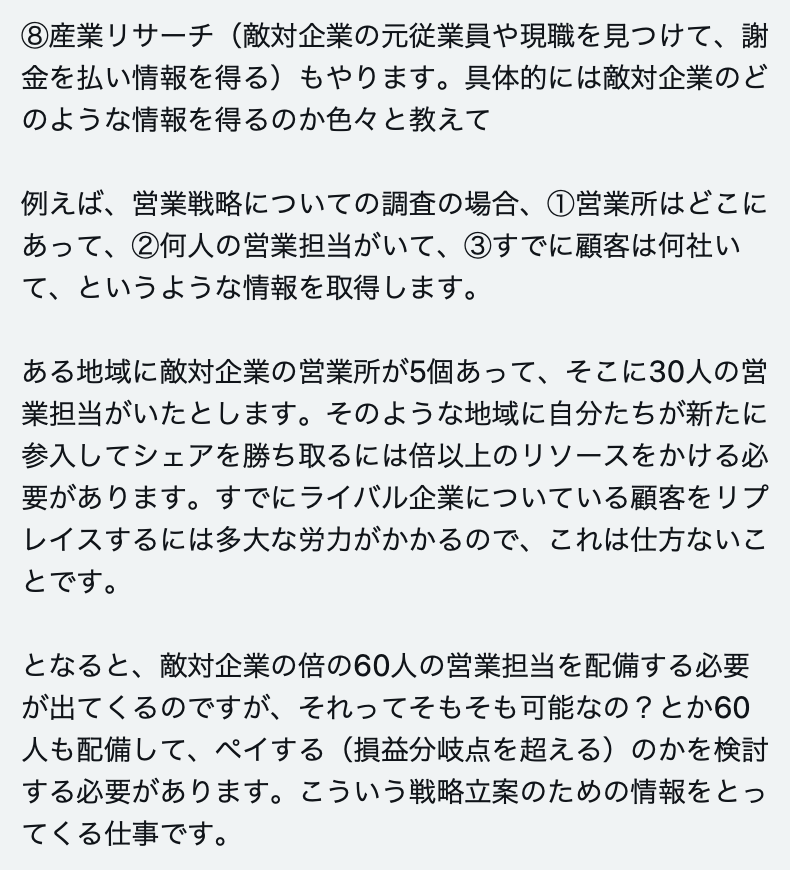 ⑧産業リサーチ（敵対企業の元従業員や現職を見つけて、謝
金を払い情報を得る）もやります。具体的には敵対企業のど
のような情報を得るのか色々と教えて
例えば、営業戦略についての調査の場合、①営業所はどこに
あって、②何人の営業担当がいて、③すでに顧客は何社い
て、というような情報を取得します。
ある地域に敵対企業の営業所が5個あって、そこに30人の営
業担当がいたとします。そのような地域に自分たちが新たに
参入してシェアを勝ち取るには倍以上のリソースをかける必
要があります。すでにライバル企業についている顧客をリプ
レイスするには多大な労力がかかるので、これは仕方ないこ
とです。
となると、敵対企業の倍の60人の営業担当を配備する必要
が出てくるのですが、それってそもそも可能なの？とか60
人も配備して、ペイする（損益分岐点を超える）のかを検討
する必要があります。こういう戦略立案のための情報をとっ
てくる仕事です。